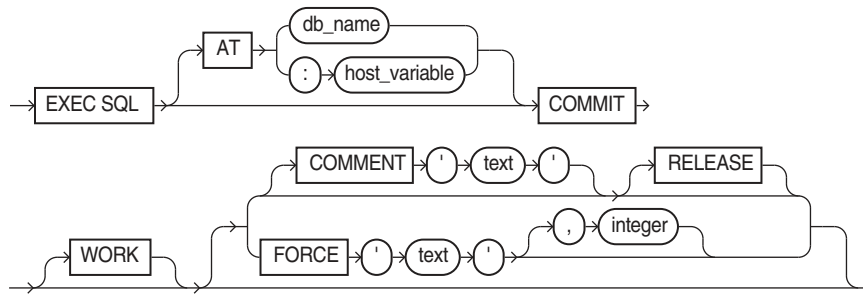 AT db_name
: host_variable
EXEC SQL COMMIT
COMMENT ' text ' RELEASE
WORK FORCE ' text ' , integer